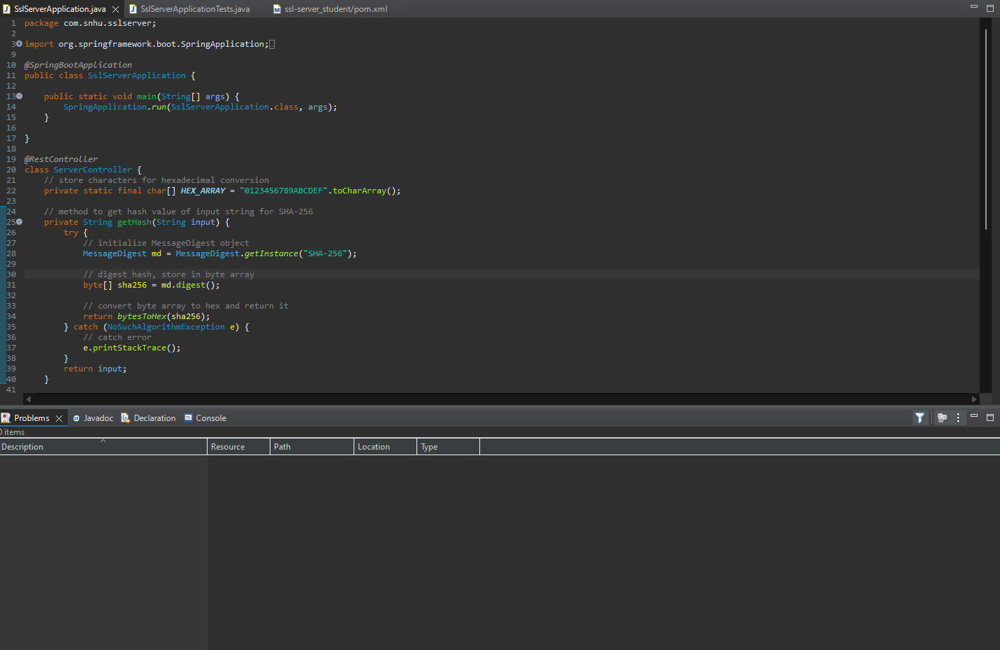 SslServerApplication.java SslServerApplicationTests.java ssl-server_student/pom.xml
1 package com.snhu.sslserver;
2
3 import org.springframework.boot.SpringApplication;
9
10 @SpringBootApplication
11 public class SslServerApplication {
12
13 public static void main(String[] args) {
14 SpringApplication.run(SslServerApplication.class, args);
15 }
16
17 }
18
19 @RestController
20 class ServerController {
21 // store characters for hexadecimal conversion
22 private static final char[] HEX_ARRAY = "0123456789ABCDEF".toCharArray();
23
24 // method to get hash value of input string for SHA-256
25 private String getHash(String input) {
26 try {
27 // initialize MessageDigest object
28 MessageDigest md = MessageDigest.getInstance("SHA-256");
29
30 // digest hash, store in byte array
31 byte[] sha256 = md.digest();
32
33 // convert byte array to hex and return it
34 return bytesToHex(sha256);
35 } catch (NoSuchAlgorithmException e) {
36 // catch error
37 e.printStackTrace();
38 }
39 return input;
40 }
41
Problems Javadoc Declaration Console
0 items
Description Resource Path Location Type